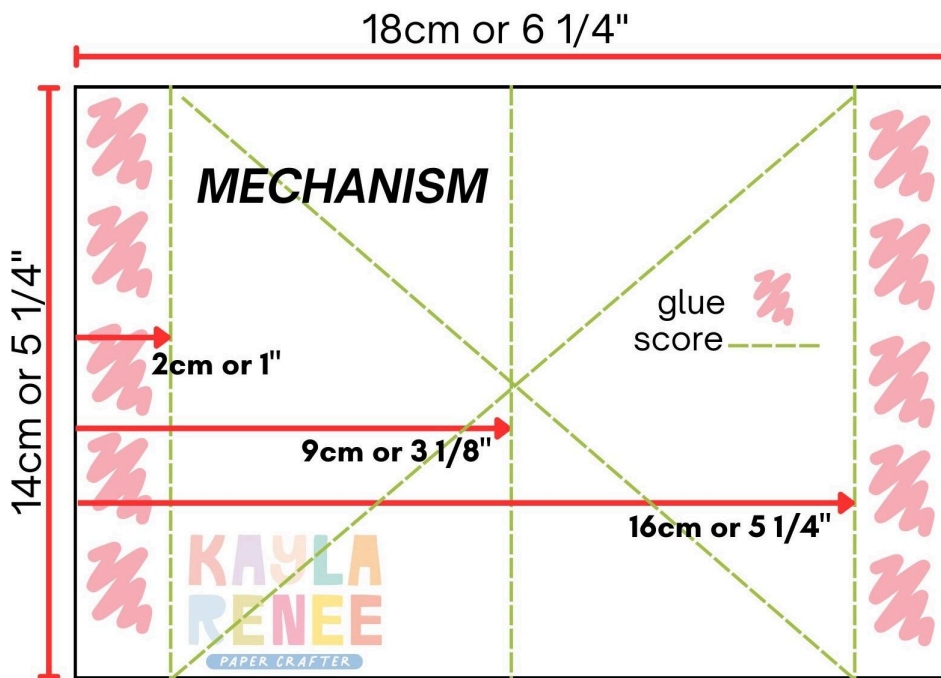 18cm or 6 1/4"
MECHANISM
14cm or 5 1/4"
glue
score
2cm or 1"
9cm or 3 1/8"
16cm or 5 1/4"
KAYLA
RENEE
PAPER CRAFTER